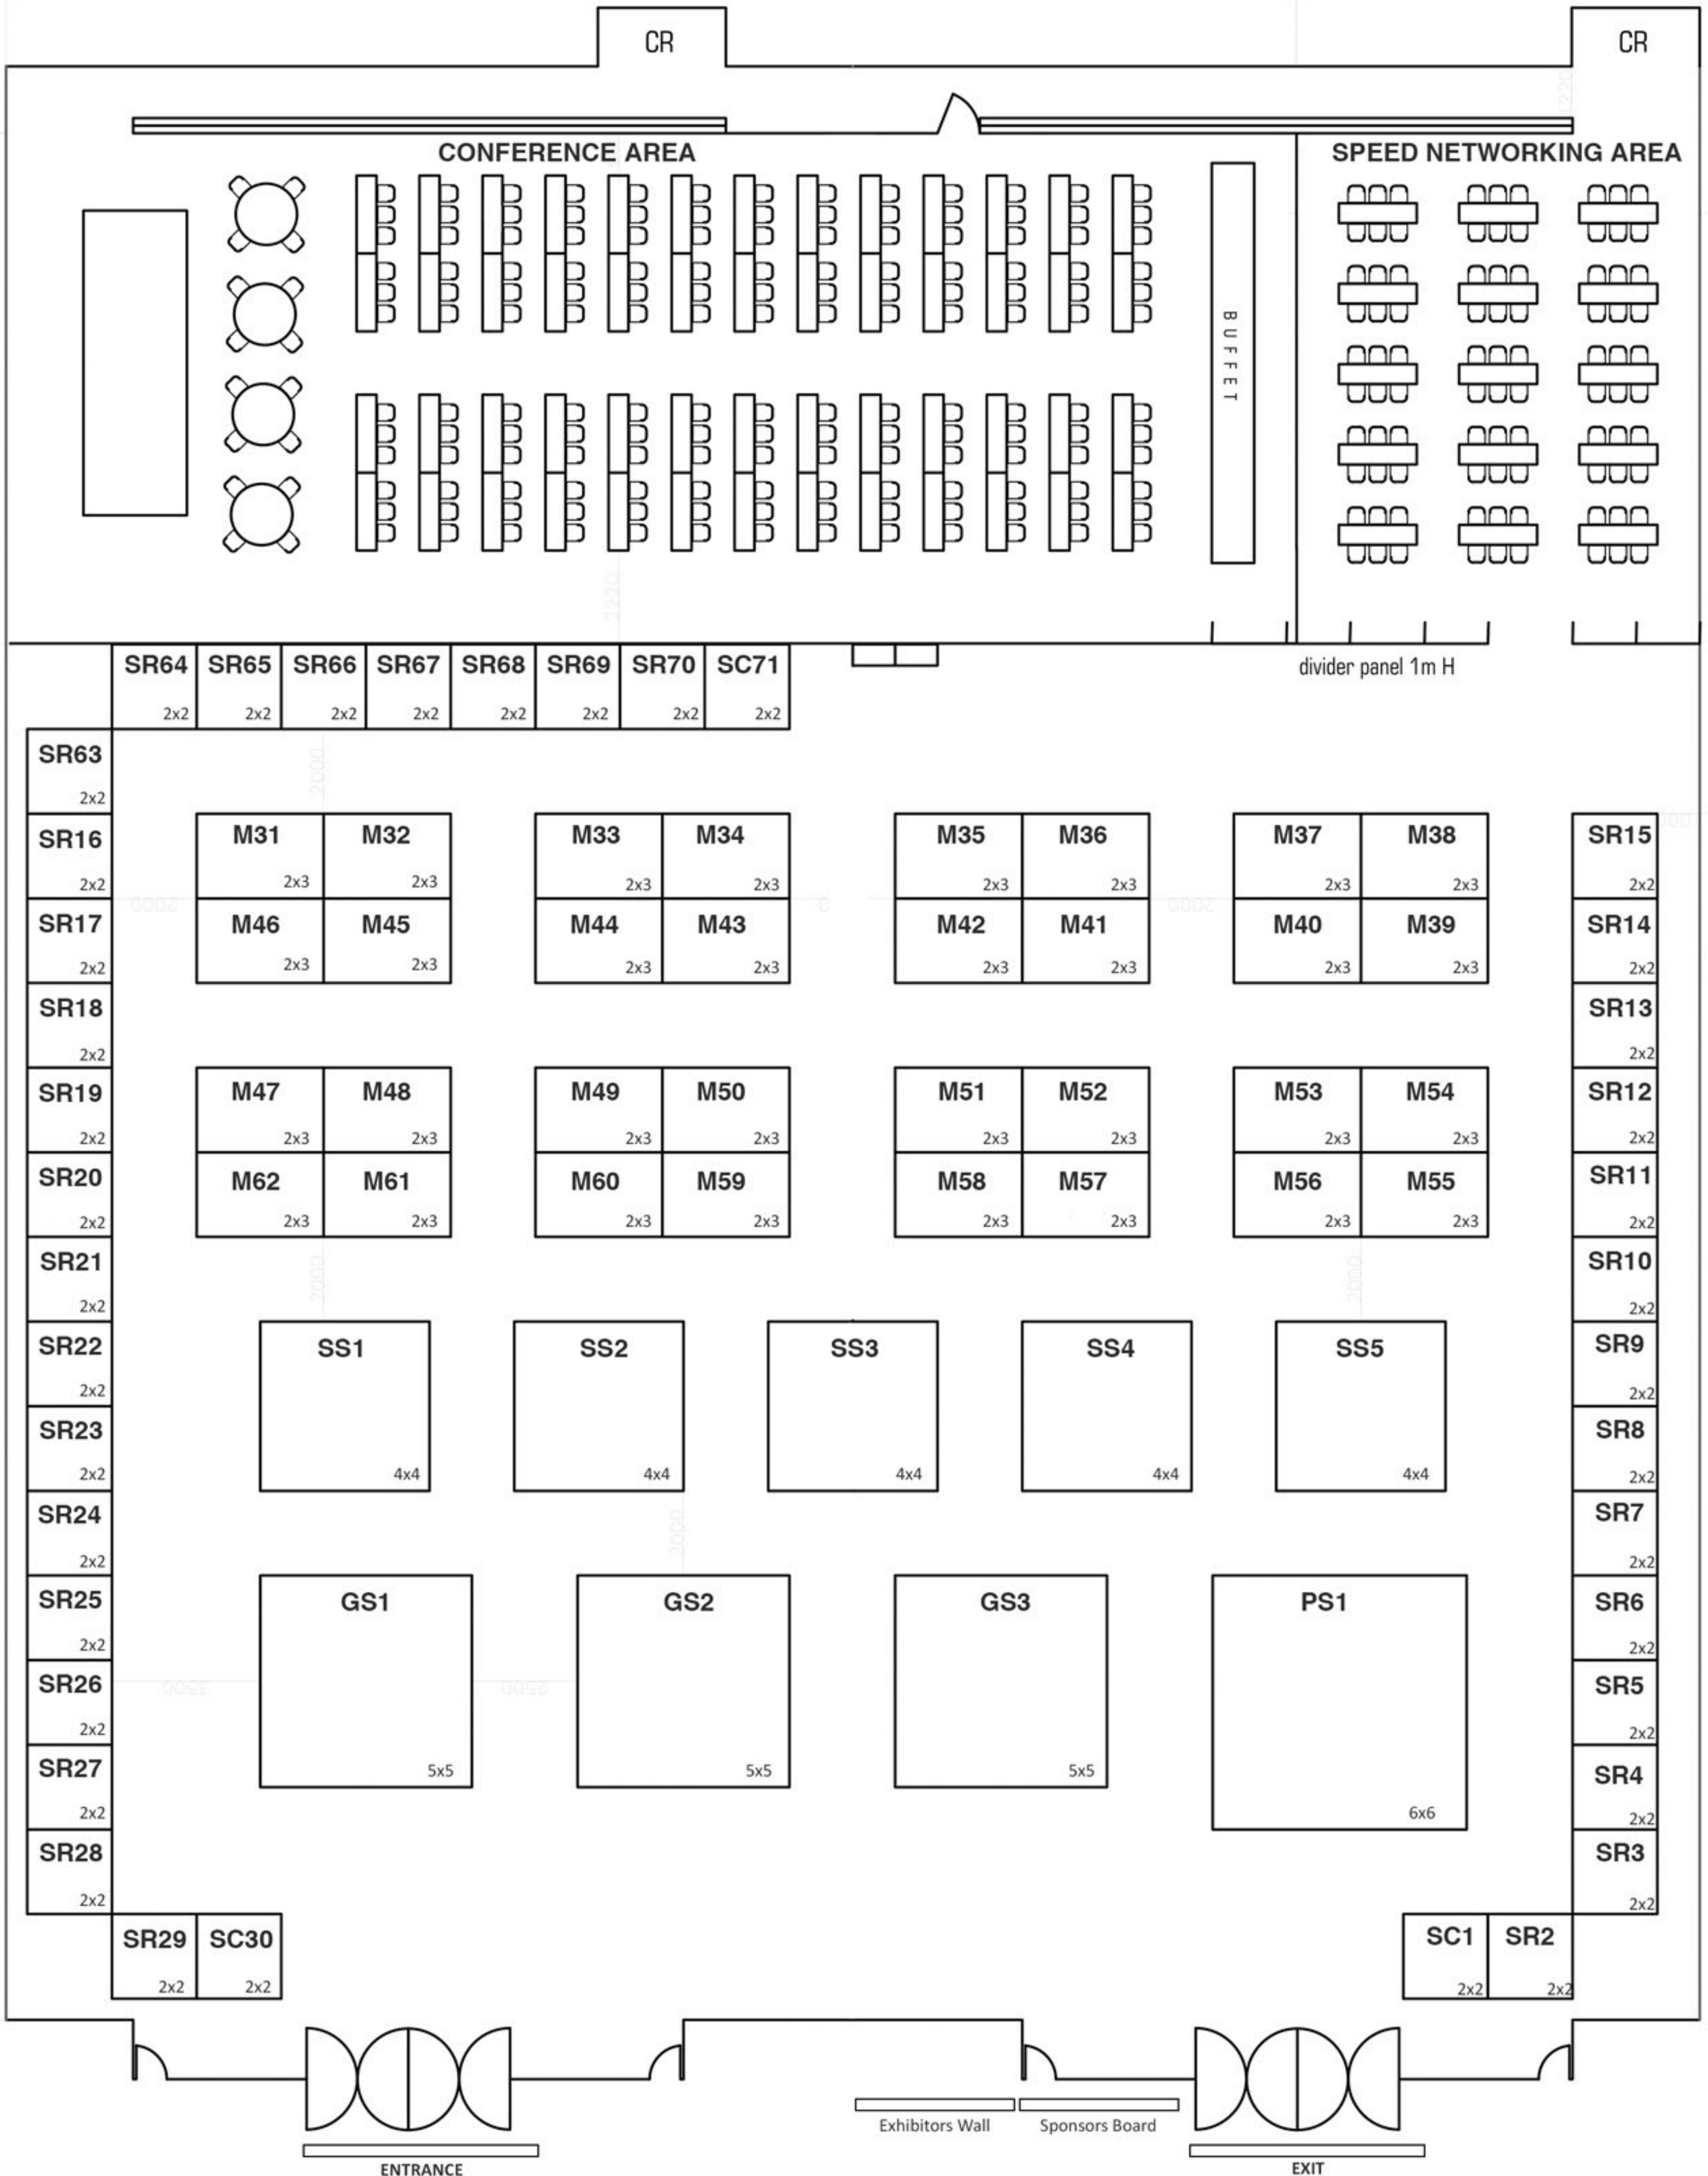 CR
CR
CONFERENCE AREA
SPEED NETWORKING AREA
BUFFET
divider panel 1m H
SR64 SR65 SR66 SR67 SR68 SR69 SR70 SC71
2x2 2x2 2x2 2x2 2x2 2x2 2x2 2x2
SR63
2x2
SR16 M31 M32 M33 M34 M35 M36 M37 M38 SR15
2x2 2x3 2x3 2x3 2x3 2x3 2x3 2x3 2x3 2x2
SR17 M46 M45 M44 M43 M42 M41 M40 M39 SR14
2x2 2x3 2x3 2x3 2x3 2x3 2x3 2x3 2x3 2x2
SR18 SR13
2x2 2x2
SR19 M47 M48 M49 M50 M51 M52 M53 M54 SR12
2x2 2x3 2x3 2x3 2x3 2x3 2x3 2x3 2x3 2x2
SR20 M62 M61 M60 M59 M58 M57 M56 M55 SR11
2x2 2x3 2x3 2x3 2x3 2x3 2x3 2x3 2x3 2x2
SR21 SR10
2x2 2x2
SR22 SS1 SS2 SS3 SS4 SS5 SR9
2x2 2x2
SR23 SR8
2x2 4x4 4x4 4x4 4x4 4x4 2x2
SR24 SR7
2x2 2x2
SR25 GS1 GS2 GS3 PS1 SR6
2x2 2x2
SR26 SR5
2x2 2x2
SR27 5x5 5x5 5x5 SR4
2x2 6x6 2x2
SR28 SR3
2x2 2x2
SR29 SC30 SC1 SR2
2x2 2x2 2x2 2x2
Exhibitors Wall Sponsors Board
ENTRANCE EXIT